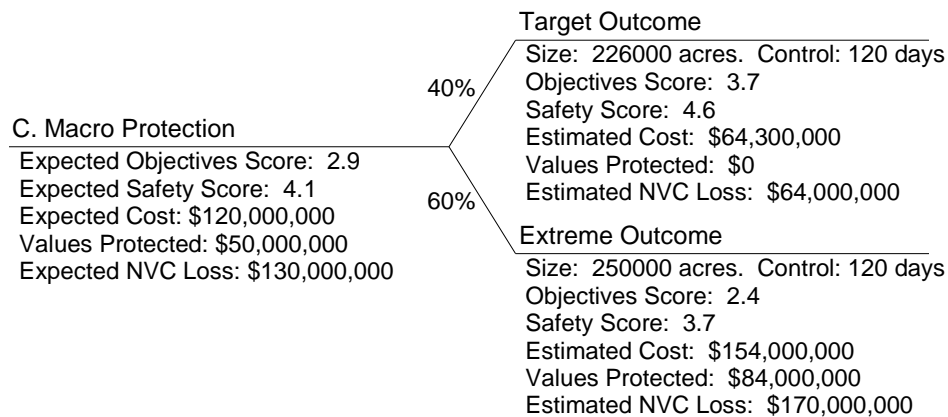 C. Macro Protection
Expected Objectives Score: 2.9
Expected Safety Score: 4.1
Expected Cost: $120,000,000
Values Protected: $50,000,000
Expected NVC Loss: $130,000,000
40%
60%
Target Outcome
Size: 226000 acres. Control: 120 days
Objectives Score: 3.7
Safety Score: 4.6
Estimated Cost: $64,300,000
Values Protected: $0
Estimated NVC Loss: $64,000,000
Extreme Outcome
Size: 250000 acres. Control: 120 days
Objectives Score: 2.4
Safety Score: 3.7
Estimated Cost: $154,000,000
Values Protected: $84,000,000
Estimated NVC Loss: $170,000,000